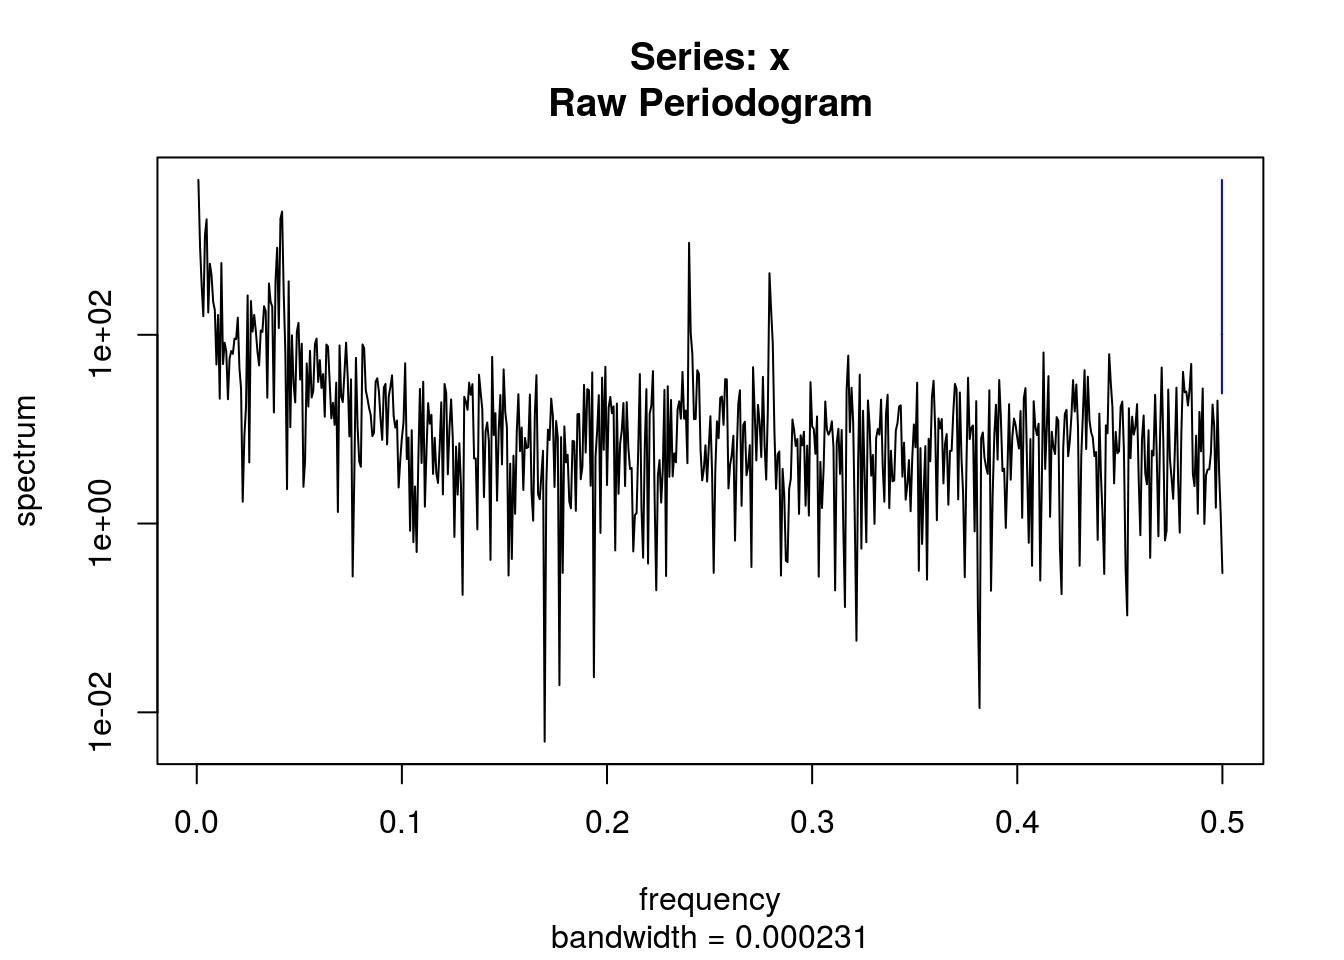 Series: x
Raw Periodogram
spectrum
1e+02
1e+00
1e-02
0.0 0.1 0.2 0.3 0.4 0.5
frequency
bandwidth = 0.000231